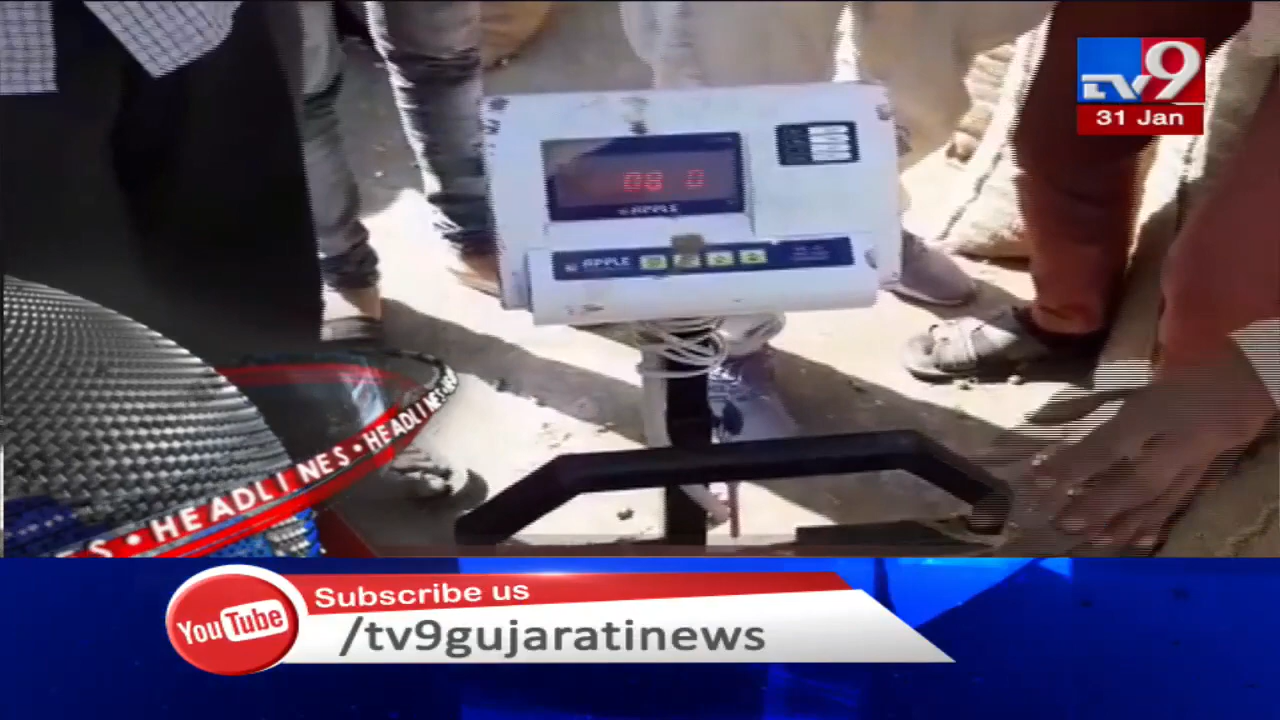 TV9
31 Jan
08 0
APPLE
APPLE
S • HEADLINES • HEADLINES
YouTube
Subscribe us
/tv9gujaratinews